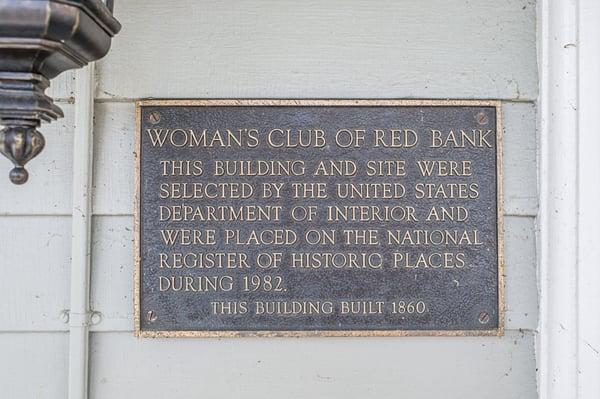 WOMAN'S CLUB OF RED BANK
THIS BUILDING AND SITE WERE
SELECTED BY THE UNITED STATES
DEPARTMENT OF INTERIOR AND
WERE PLACED ON THE NATIONAL
REGISTER OF HISTORIC PLACES
DURING 1982.
THIS BUILDING BUILT 1860